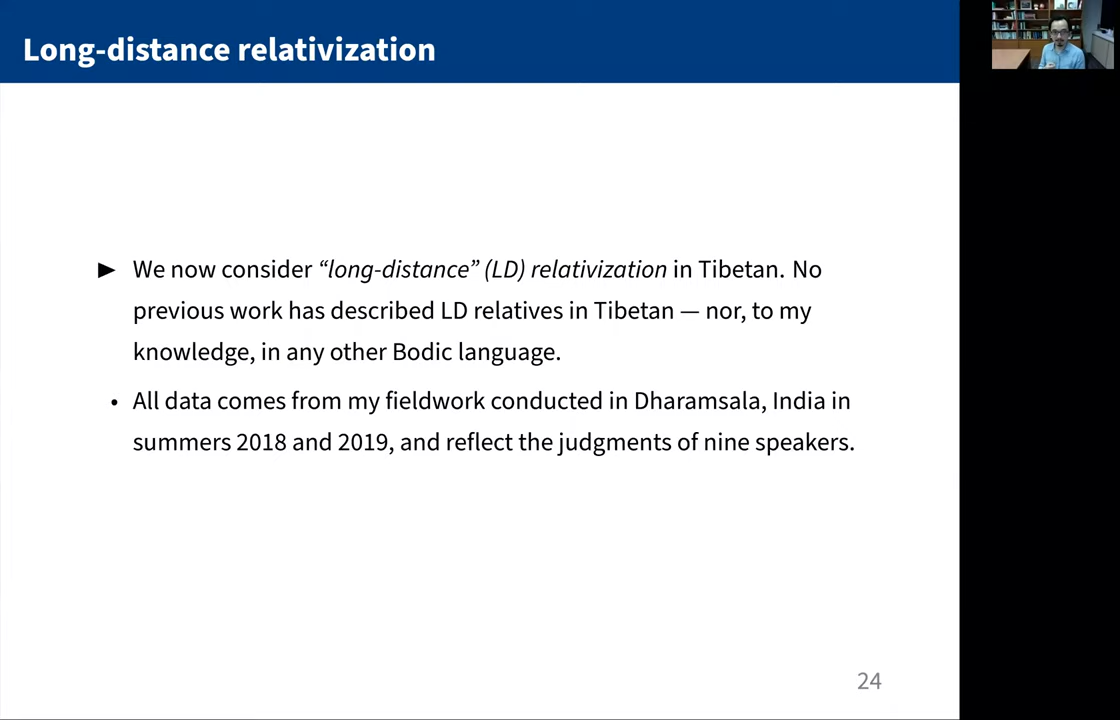 Long-distance relativization
► We now consider “long-distance” (LD) relativization in Tibetan. No
previous work has described LD relatives in Tibetan — nor, to my
knowledge, in any other Bodic language.
• All data comes from my fieldwork conducted in Dharamsala, India in
summers 2018 and 2019, and reflect the judgments of nine speakers.
24